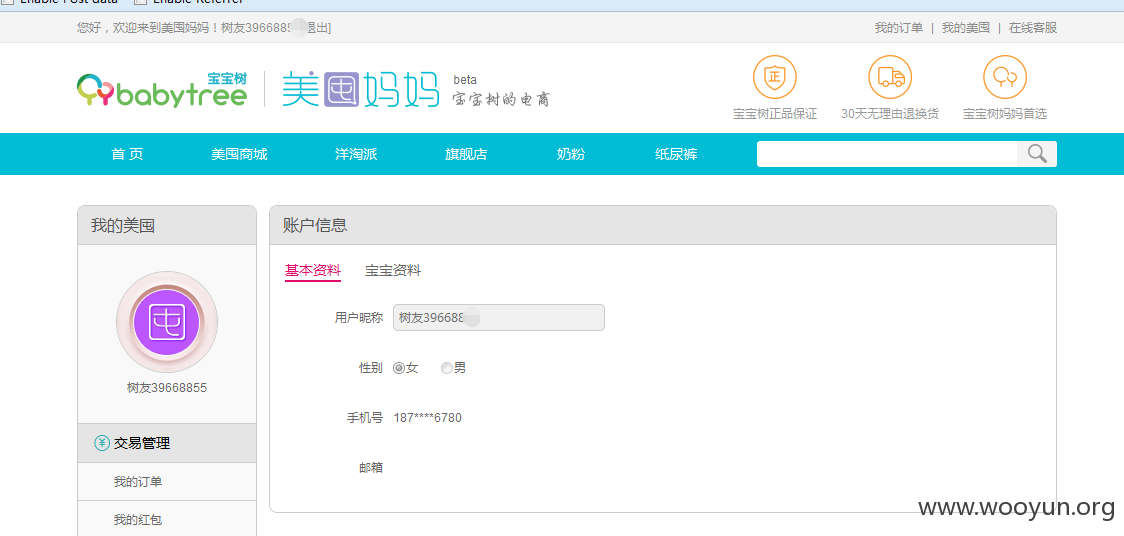 Enable Post data Enable Referrer
您好，欢迎来到美囤妈妈！树友396688 退出]
我的订单 | 我的美囤 | 在线客服
宝宝树
babytree
美囤妈妈
beta
宝宝树的电商
宝宝树正品保证 30天无理由退换货 宝宝树妈妈首选
首页 美囤商城 洋淘派 旗舰店 奶粉 纸尿裤
我的美囤
账户信息
基本资料 宝宝资料
用户昵称 树友396688
性别 女 男
囤
树友39668855
手机号 187****6780
交易管理
邮箱
我的订单
我的红包
www.wooyun.org